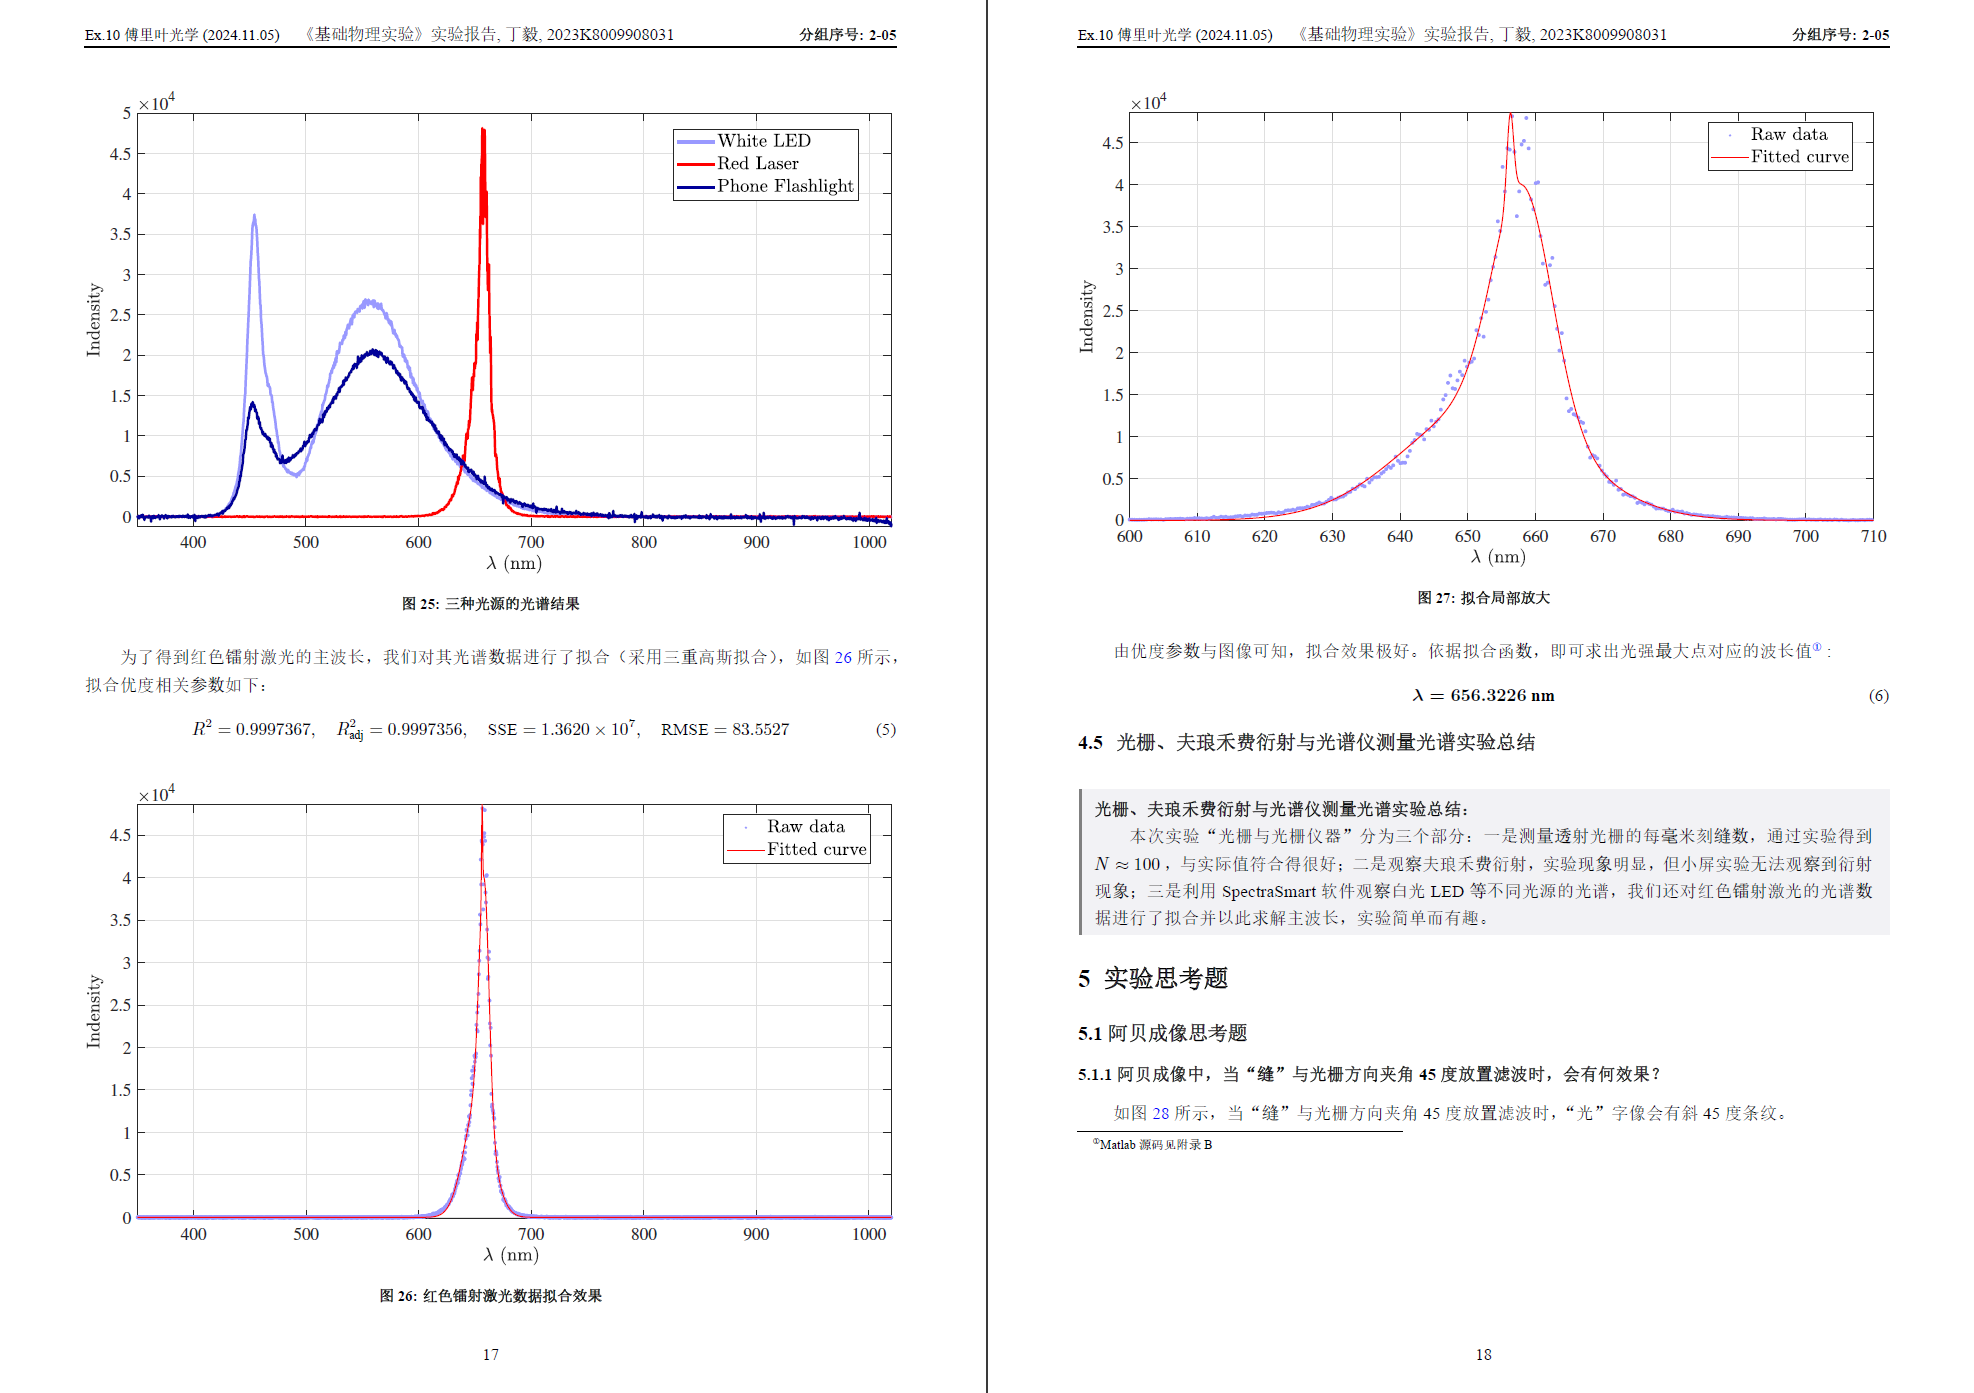 Ex.10 傅里叶光学 (2024.11.05) 《基础物理实验》实验报告, 丁毅, 2023K8009908031 分组序号: 2-05
×10⁴
5
4.5
4
3.5
3
2.5
2
1.5
1
0.5
0
Indensity
White LED
Red Laser
Phone Flashlight
400 500 600 700 800 900 1000
λ (nm)
图 25: 三种光源的光谱结果
为了得到红色镭射激光的主波长，我们对其光谱数据进行了拟合（采用三重高斯拟合），如图 26 所示，
拟合优度相关参数如下：
R² = 0.9997367, R²adj = 0.9997356, SSE = 1.3620 × 10⁷, RMSE = 83.5527 (5)
×10⁴
4.5
4
3.5
3
2.5
2
1.5
1
0.5
0
Indensity
Raw data
Fitted curve
400 500 600 700 800 900 1000
λ (nm)
图 26: 红色镭射激光数据拟合效果
17
Ex.10 傅里叶光学 (2024.11.05) 《基础物理实验》实验报告, 丁毅, 2023K8009908031 分组序号: 2-05
×10⁴
4.5
4
3.5
3
2.5
2
1.5
1
0.5
0
Indensity
Raw data
Fitted curve
600 610 620 630 640 650 660 670 680 690 700 710
λ (nm)
图 27: 拟合局部放大
由优度参数与图像可知，拟合效果极好。依据拟合函数，即可求出光强最大点对应的波长值①：
λ = 656.3226 nm (6)
4.5 光栅、夫琅禾费衍射与光谱仪测量光谱实验总结
光栅、夫琅禾费衍射与光谱仪测量光谱实验总结：
本次实验“光栅与光栅仪器”分为三个部分：一是测量透射光栅的每毫米刻缝数，通过实验得到
N ≈ 100，与实际值符合得很好；二是观察夫琅禾费衍射，实验现象明显，但小屏实验无法观察到衍射
现象；三是利用 SpectraSmart 软件观察白光 LED 等不同光源的光谱，我们还对红色镭射激光的光谱数
据进行了拟合并以此求解主波长，实验简单而有趣。
5 实验思考题
5.1 阿贝成像思考题
5.1.1 阿贝成像中，当“缝”与光栅方向夹角 45 度放置滤波时，会有何效果？
如图 28 所示，当“缝”与光栅方向夹角 45 度放置滤波时，“光”字像会有斜 45 度条纹。
①Matlab 源码见附录 B
18